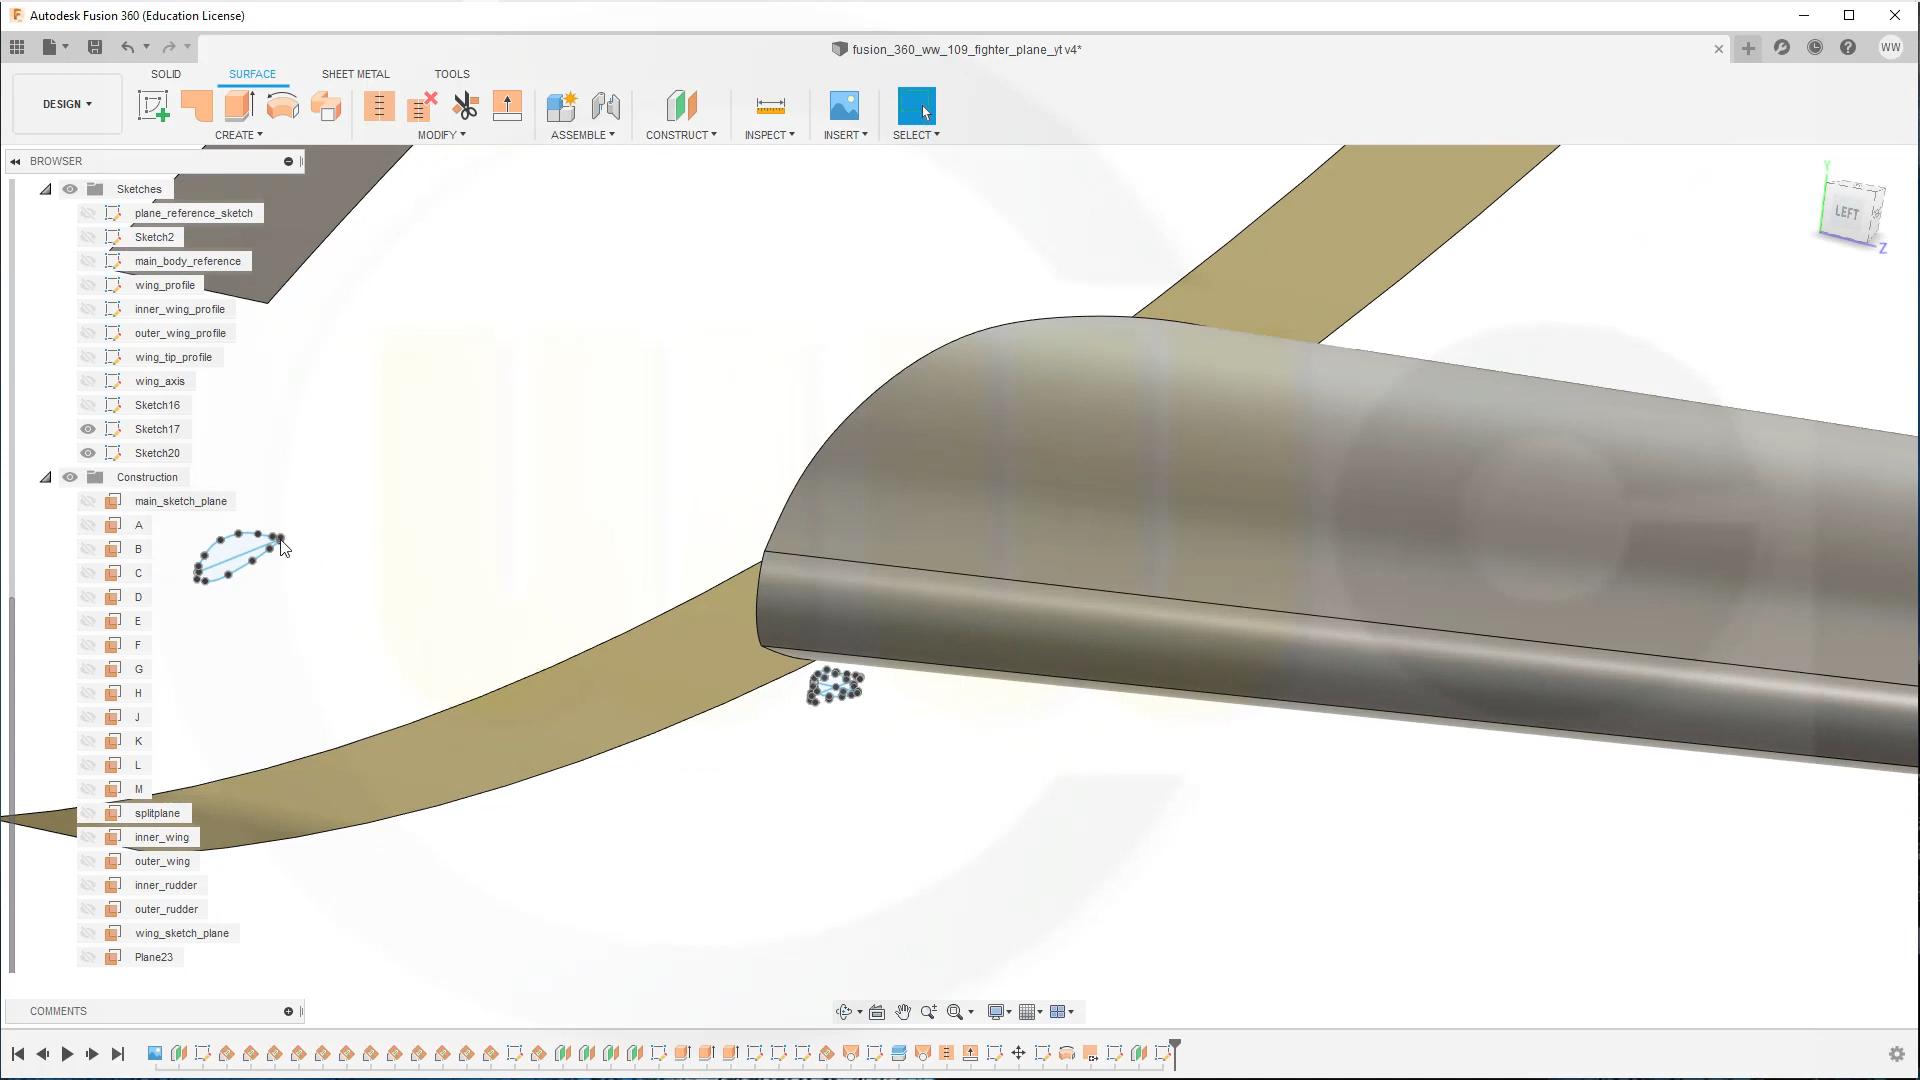 Autodesk Fusion 360 (Education License)
fusion_360_ww_109_fighter_plane_yt v4*
WW
DESIGN
SOLID
SURFACE
SHEET METAL
TOOLS
CREATE
MODIFY
ASSEMBLE
CONSTRUCT
INSPECT
INSERT
SELECT
BROWSER
Sketches
plane_reference_sketch
Sketch2
main_body_reference
wing_profile
inner_wing_profile
outer_wing_profile
wing_tip_profile
wing_axis
Sketch16
Sketch17
Sketch20
Construction
main_sketch_plane
A
B
C
D
E
F
G
H
J
K
L
M
splitplane
inner_wing
outer_wing
inner_rudder
outer_rudder
wing_sketch_plane
Plane23
Y
LEFT
Z
COMMENTS